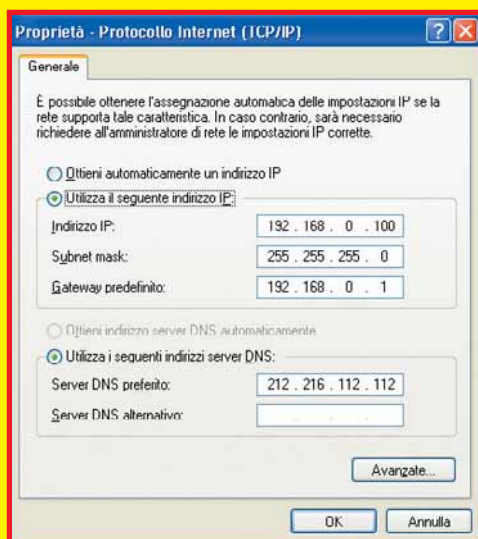 Proprietà - Protocollo Internet (TCP/IP)
Generale
È possibile ottenere l'assegnazione automatica delle impostazioni IP se la
rete supporta tale caratteristica. In caso contrario, sarà necessario
richiedere all'amministratore di rete le impostazioni IP corrette.
Ottieni automaticamente un indirizzo IP
Utilizza il seguente indirizzo IP:
Indirizzo IP: 192 . 168 . 0 . 100
Subnet mask: 255 . 255 . 255 . 0
Gateway predefinito: 192 . 168 . 0 . 1
Ottieni indirizzo server DNS automaticamente
Utilizza i seguenti indirizzi server DNS:
Server DNS preferito: 212 . 216 . 112 . 112
Server DNS alternativo: . . .
Avanzate...
OK Annulla